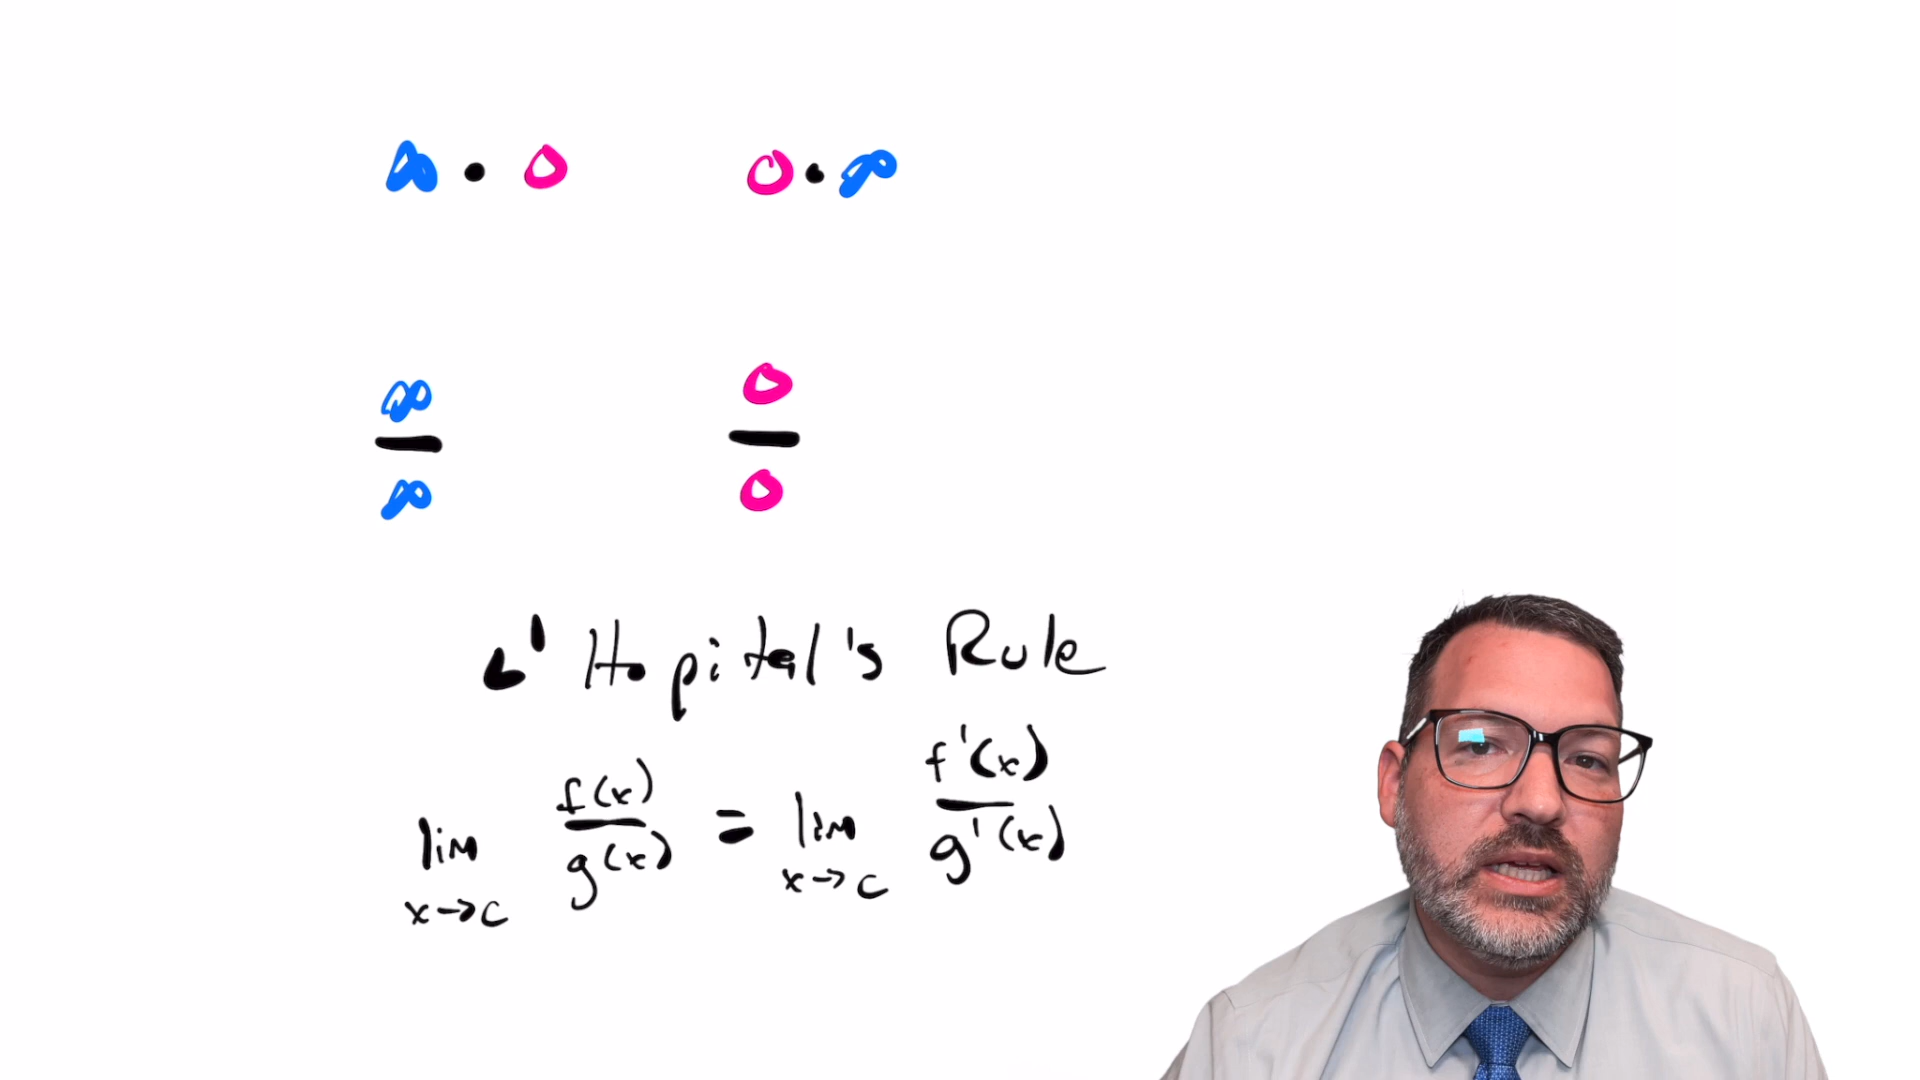 ∞ • 0 0 • ∞
∞ 0
— —
∞ 0
L'Hopital's Rule
lim x→c f(x)/g(x) = lim x→c f'(x)/g'(x)